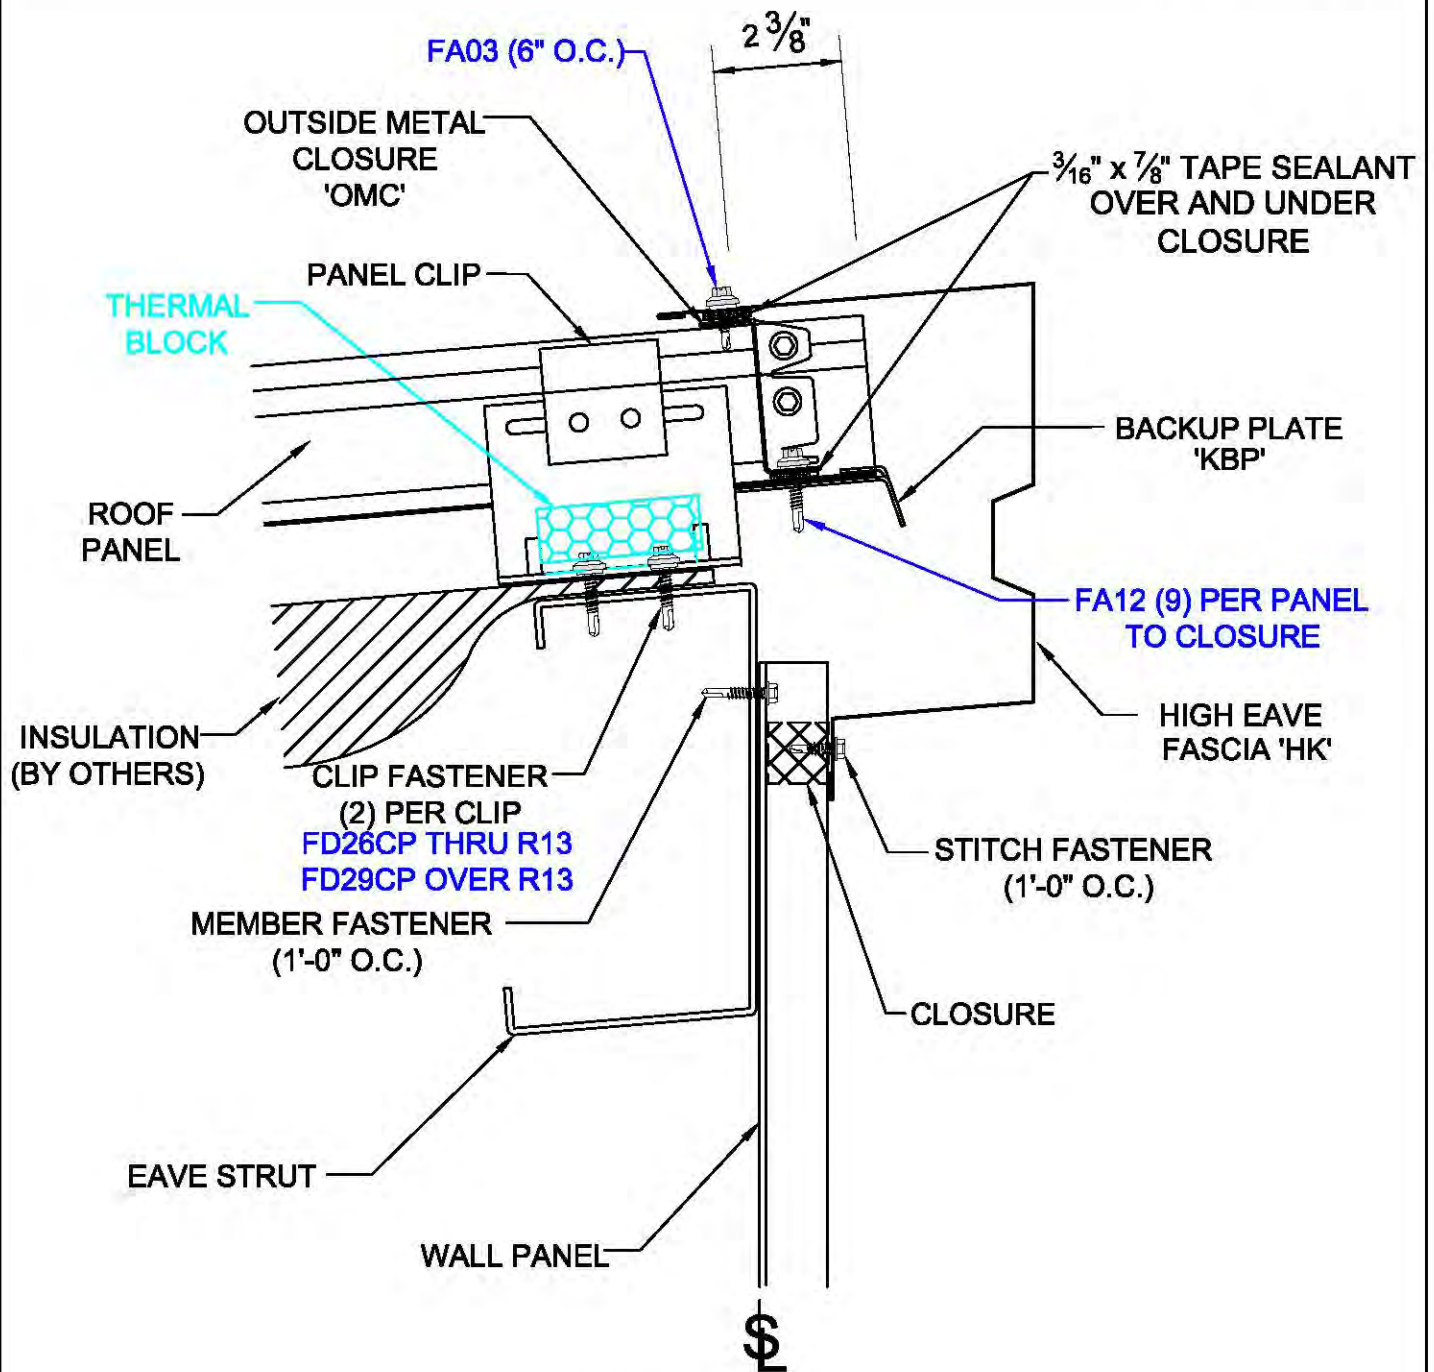 2 3/8"
FA03 (6" O.C.)
OUTSIDE METAL
CLOSURE
'OMC'
3/16" x 7/8" TAPE SEALANT
OVER AND UNDER
CLOSURE
PANEL CLIP
THERMAL
BLOCK
BACKUP PLATE
'KBP'
ROOF
PANEL
FA12 (9) PER PANEL
TO CLOSURE
HIGH EAVE
FASCIA 'HK'
INSULATION
(BY OTHERS)
CLIP FASTENER
(2) PER CLIP
FD26CP THRU R13
FD29CP OVER R13
STITCH FASTENER
(1'-0" O.C.)
MEMBER FASTENER
(1'-0" O.C.)
CLOSURE
EAVE STRUT
WALL PANEL
SL